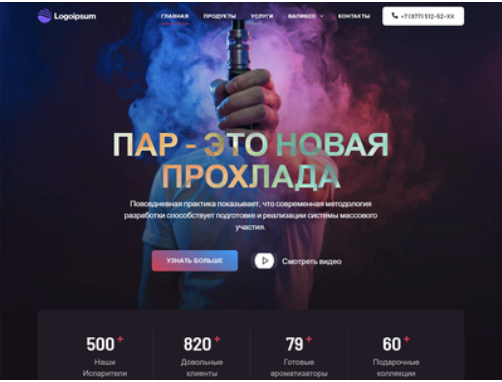 Logoipsum
ГЛАВНАЯ ПРОДУКТЫ УСЛУГИ КОНТАКТЫ +7 (977) 512-52-XX
ПАР - ЭТО НОВАЯ
ПРОХЛАДА
Повседневная практика показывает, что современная методология
разработки способствует подготовке и реализации системы массового
участия.
УЗНАТЬ БОЛЬШЕ Смотреть видео
500+ 820+ 79+ 60+
Наши Довольные Готовые Подарочные
Испарители клиенты ароматизаторы коллекции